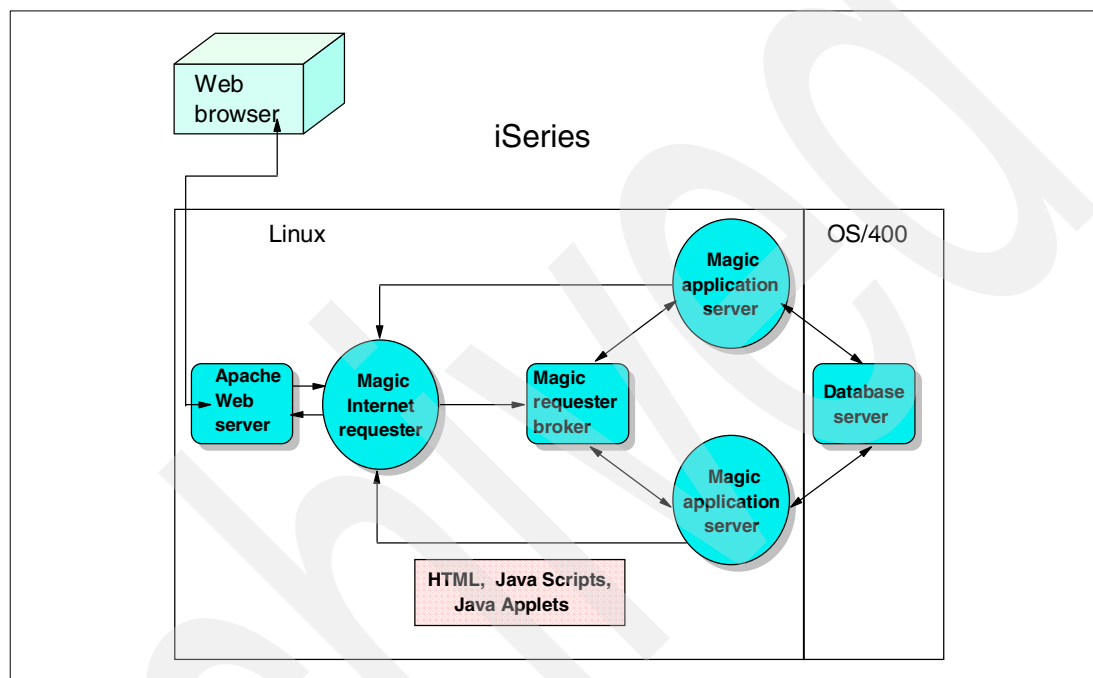 Web
browser
iSeries
Linux
OS/400
Magic
application
server
Apache
Web
server
Magic
Internet
requester
Magic
requester
broker
Database
server
Magic
application
server
HTML, Java Scripts,
Java Applets